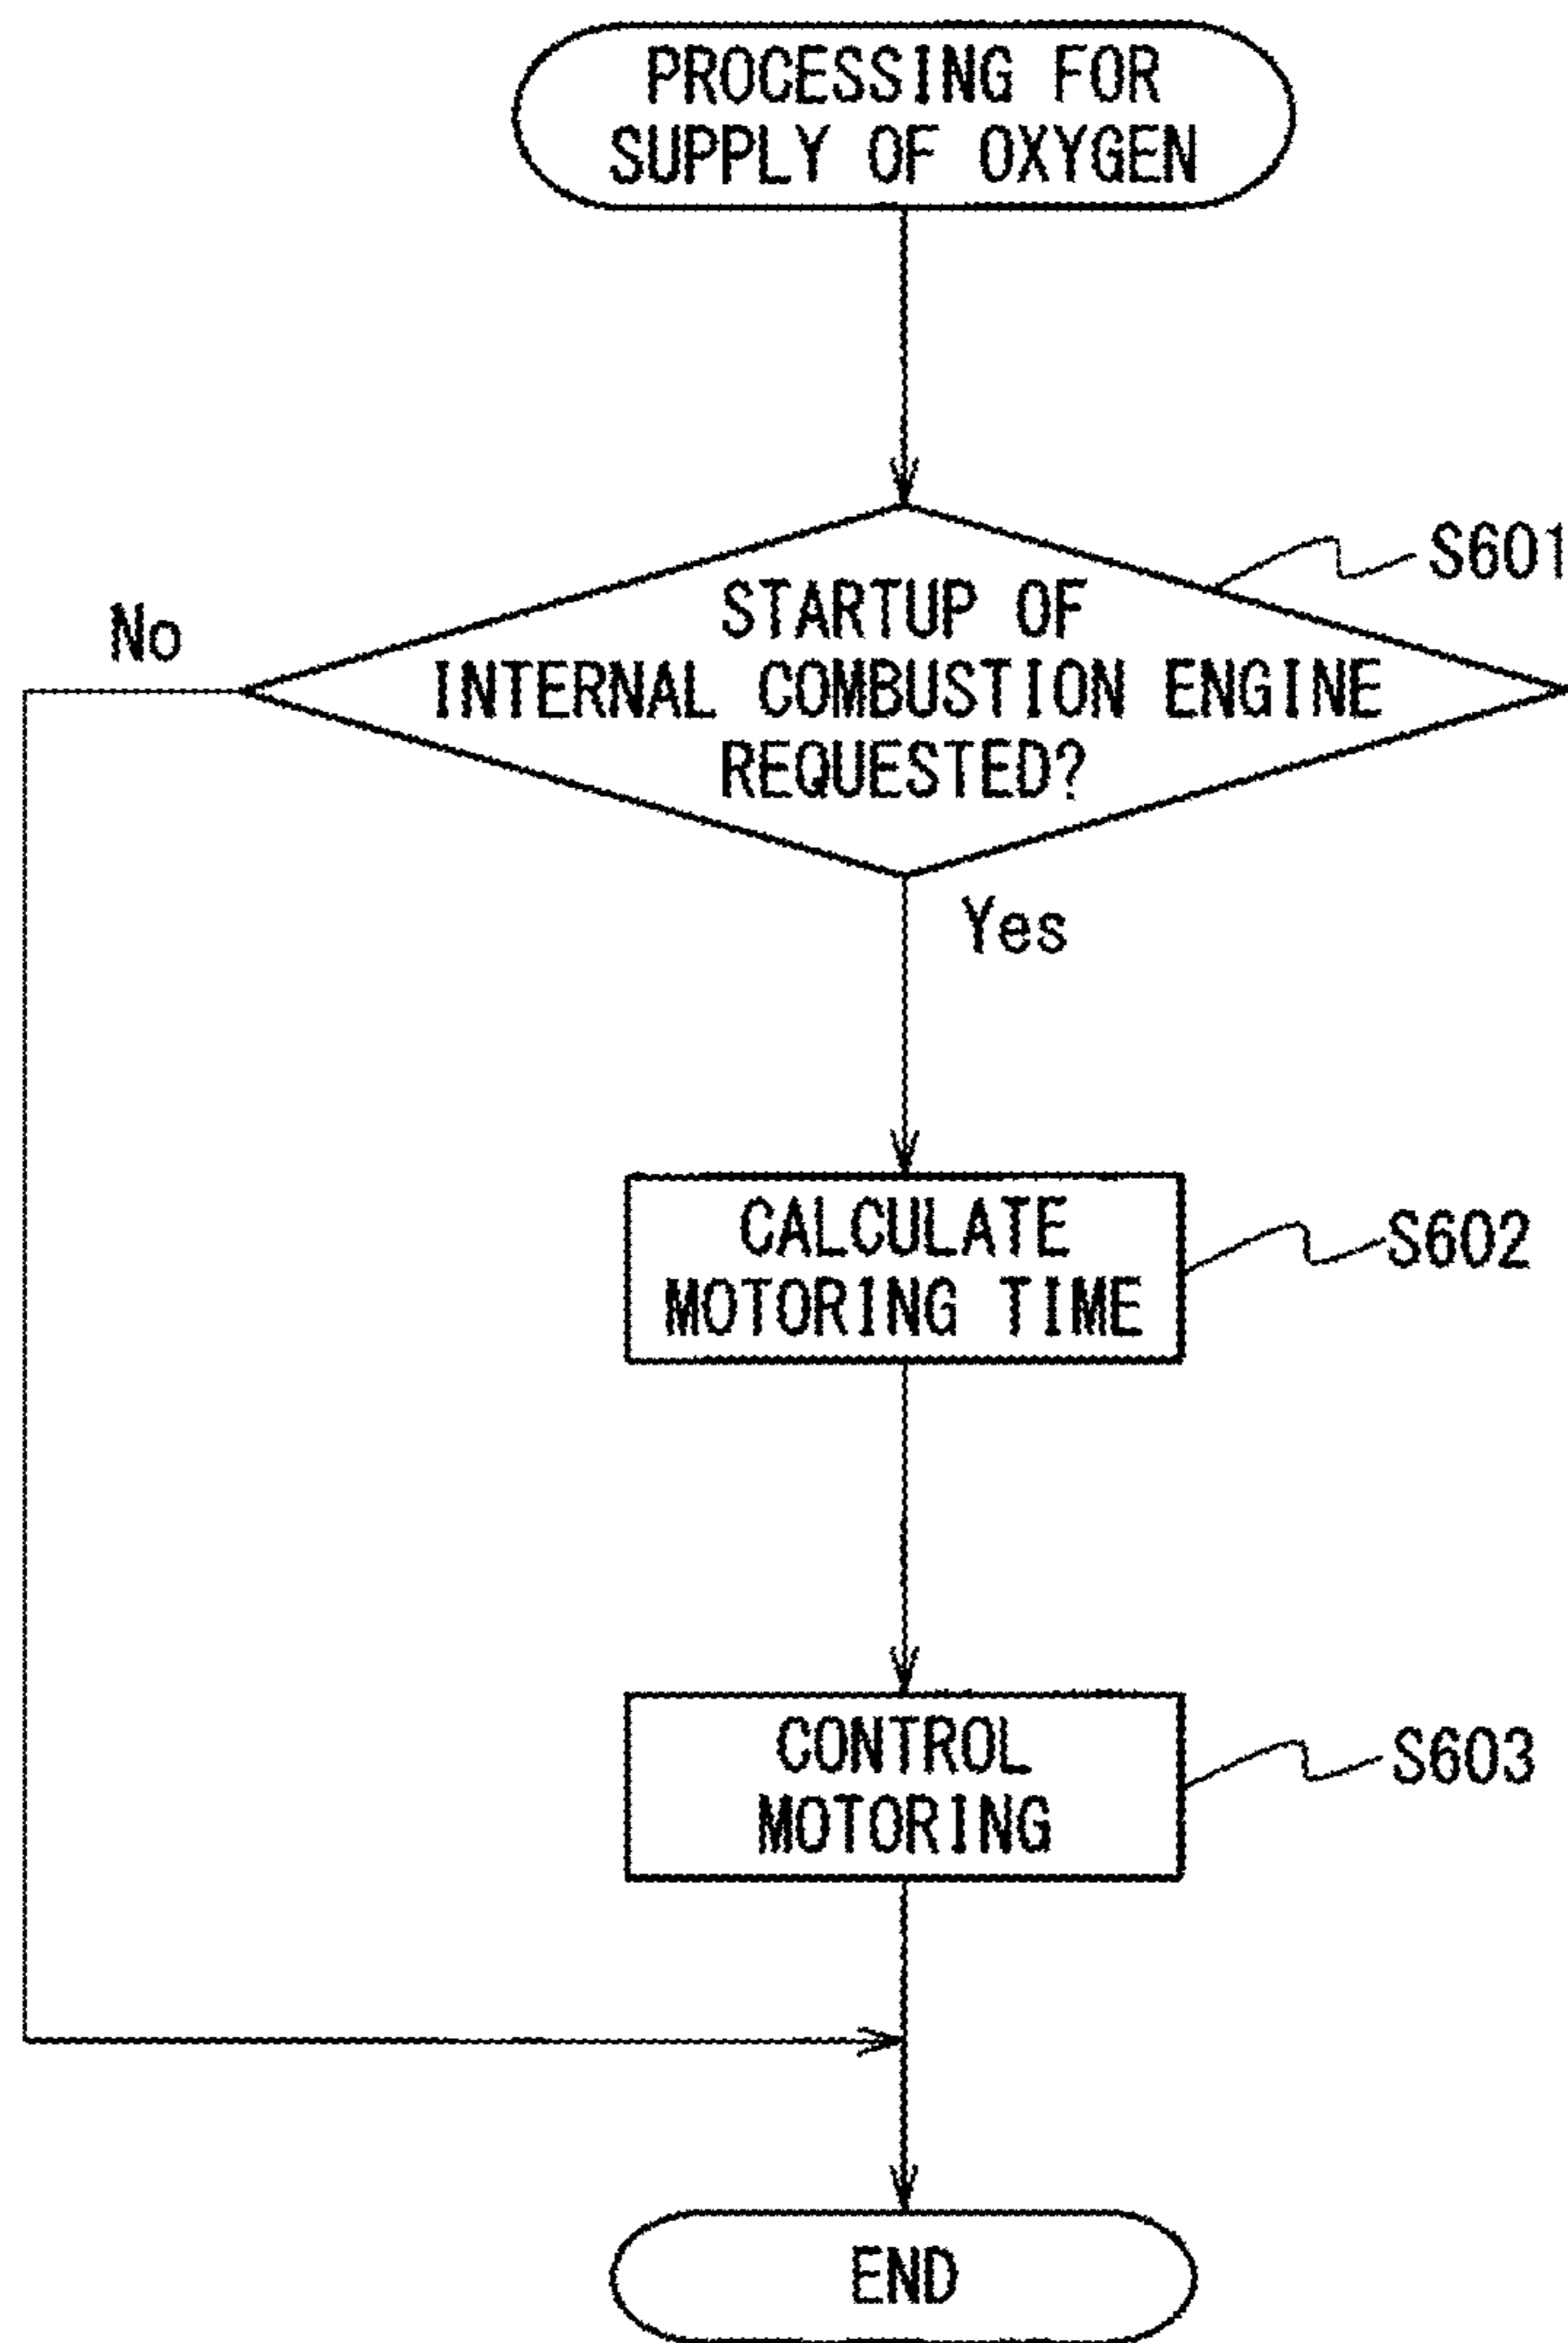 PROCESSING FOR
SUPPLY OF OXYGEN
S601
No
STARTUP OF
INTERNAL COMBUSTION ENGINE
REQUESTED?
Yes
CALCULATE
MOTORING TIME
S602
CONTROL
MOTORING
S603
END